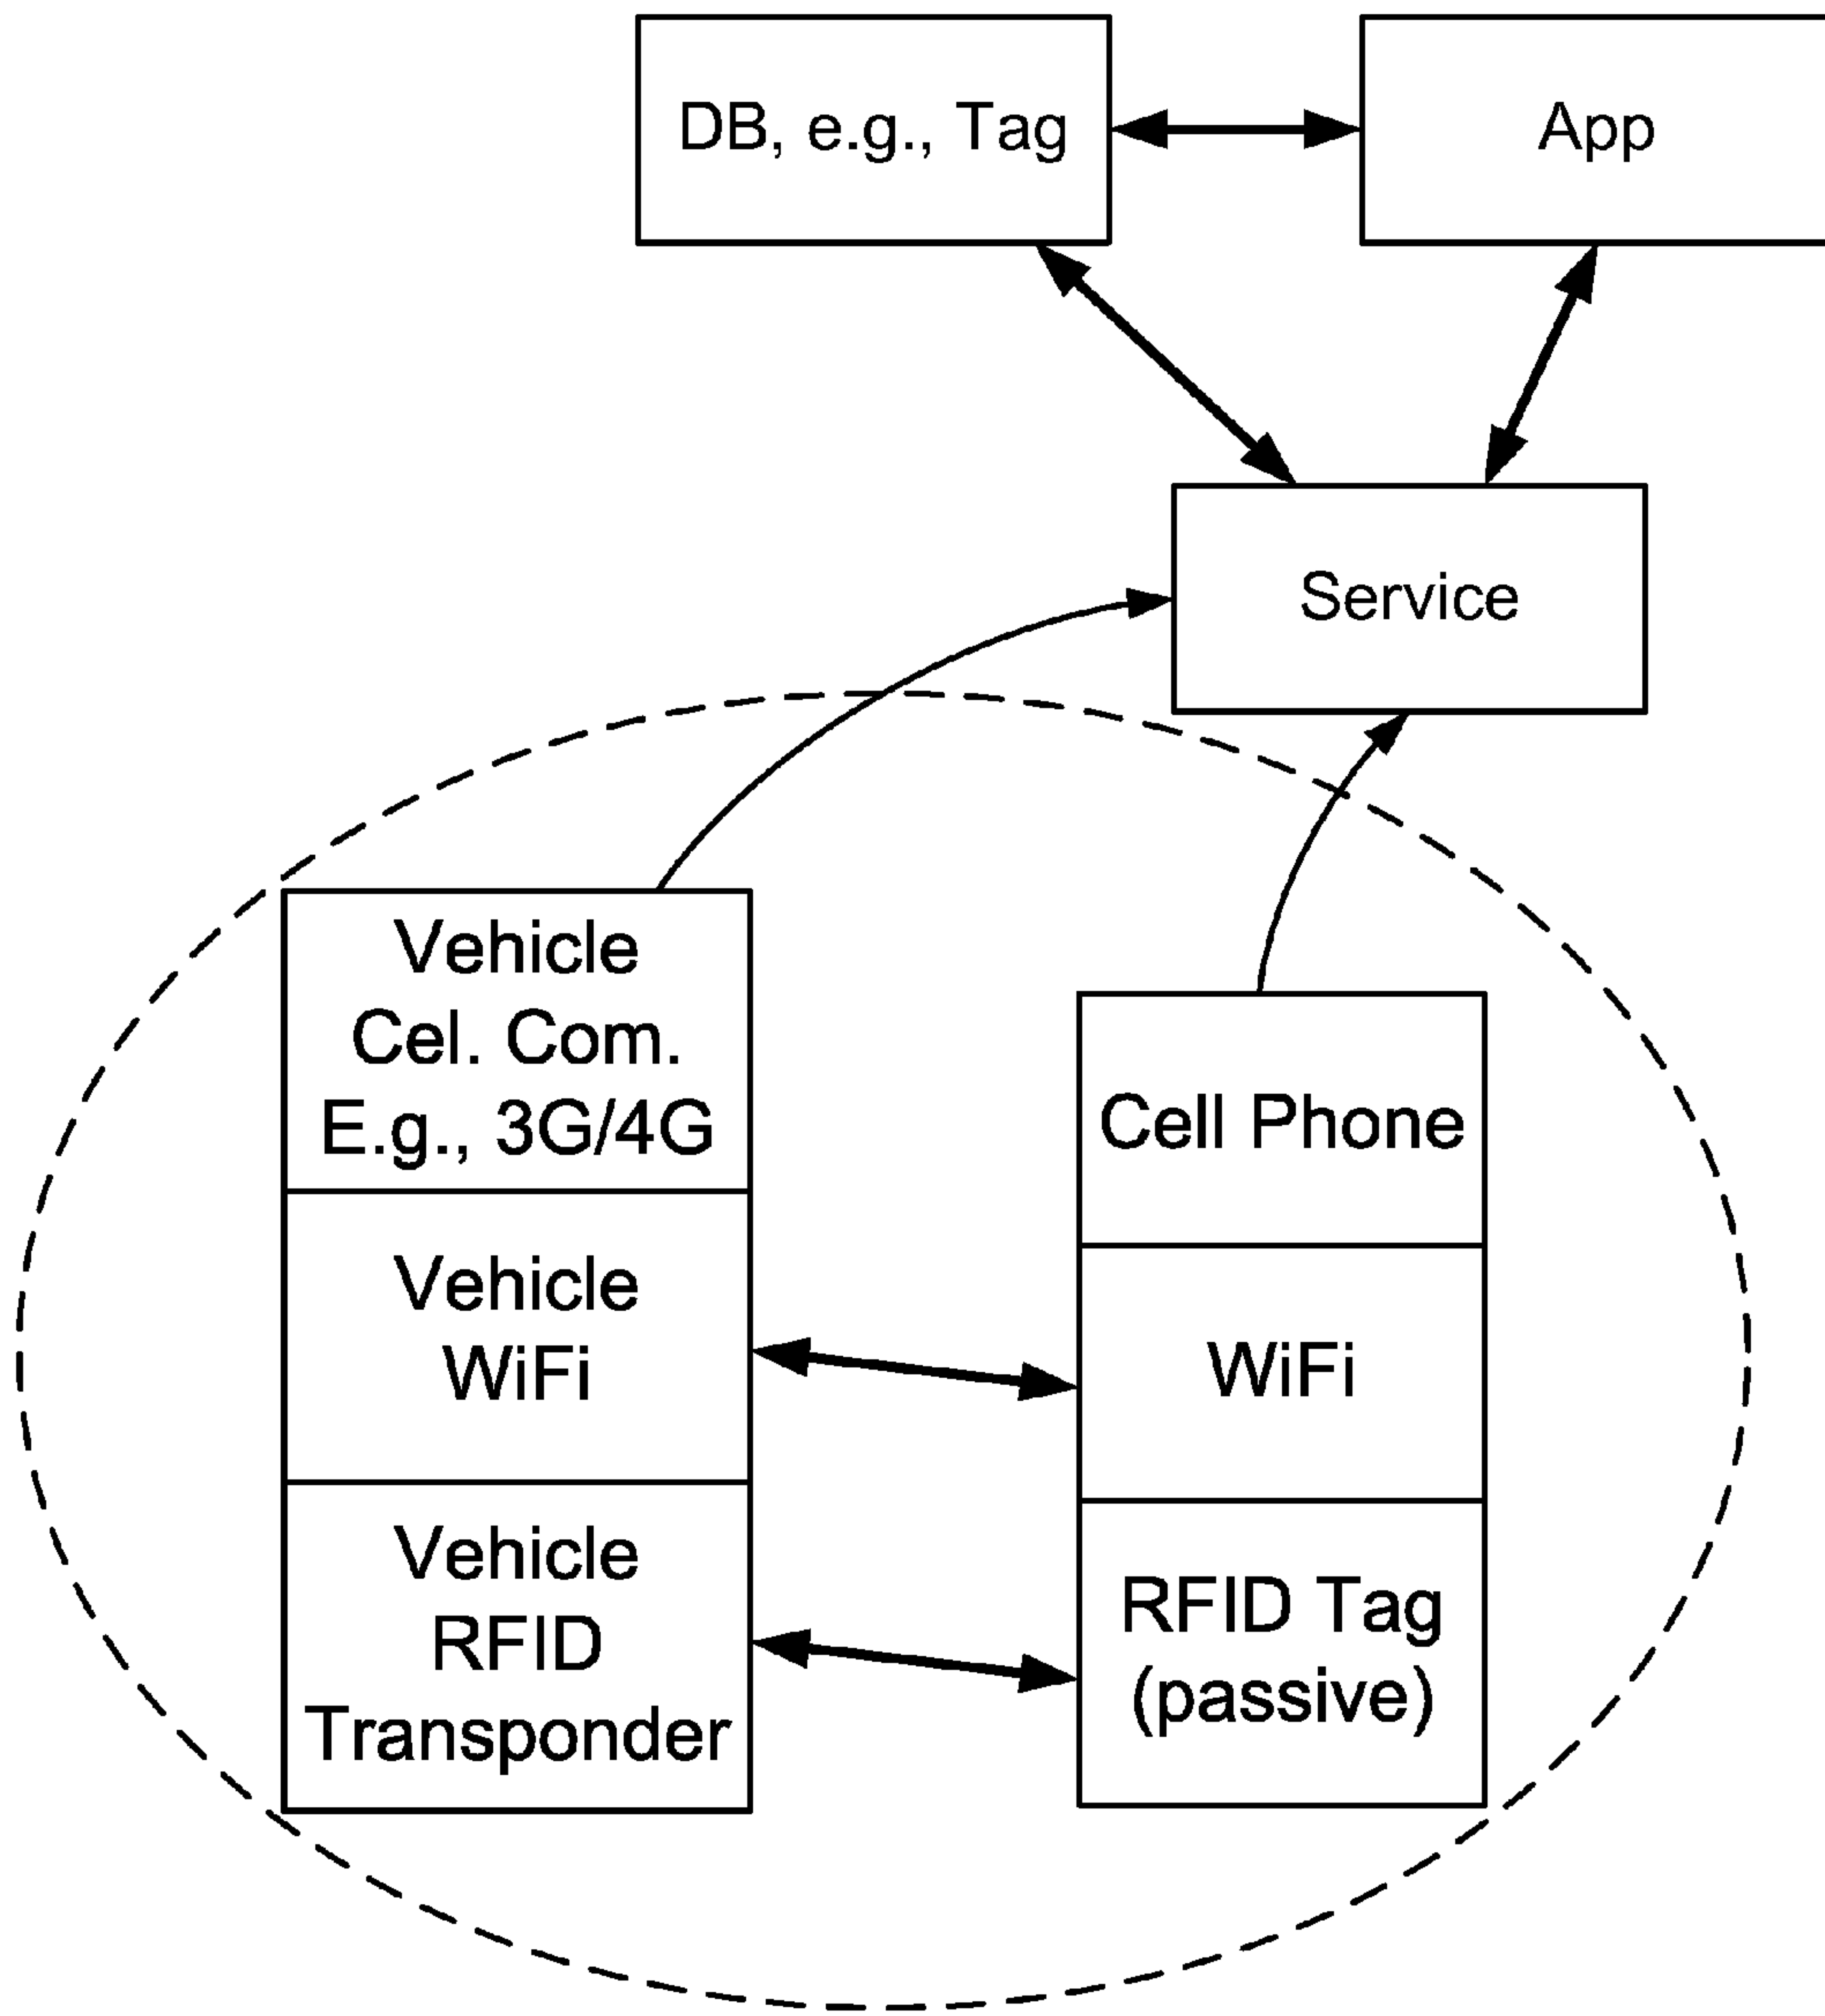 DB, e.g., Tag
App
Service
Vehicle
Cel. Com.
E.g., 3G/4G
Vehicle
WiFi
Vehicle
RFID
Transponder
Cell Phone
WiFi
RFID Tag
(passive)